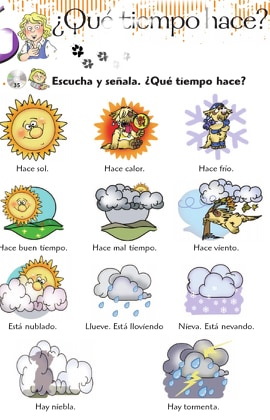 ¿Qué tiempo hace?
35 Escucha y señala. ¿Qué tiempo hace?
Hace sol. Hace calor. Hace frío.
Hace buen tiempo. Hace mal tiempo. Hace viento.
Está nublado. Llueve. Está lloviendo Nieva. Está nevando.
Hay niebla. Hay tormenta.